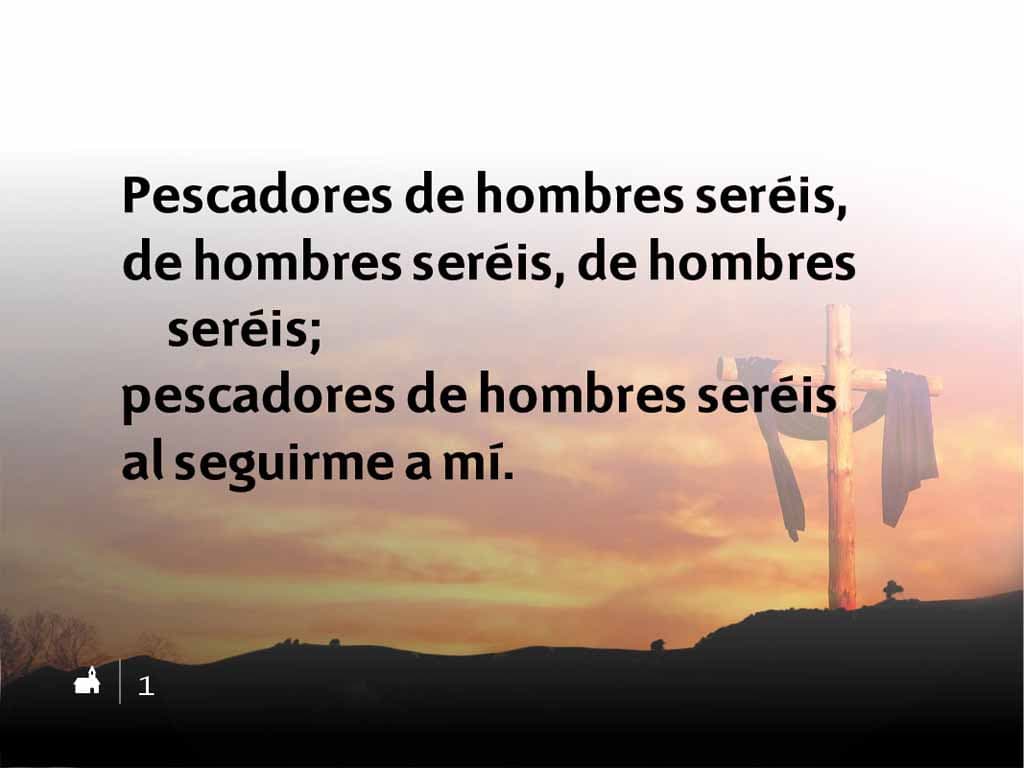 Pescadores de hombres seréis,
de hombres seréis, de hombres
seréis;
pescadores de hombres seréis
al seguirme a mí.
1